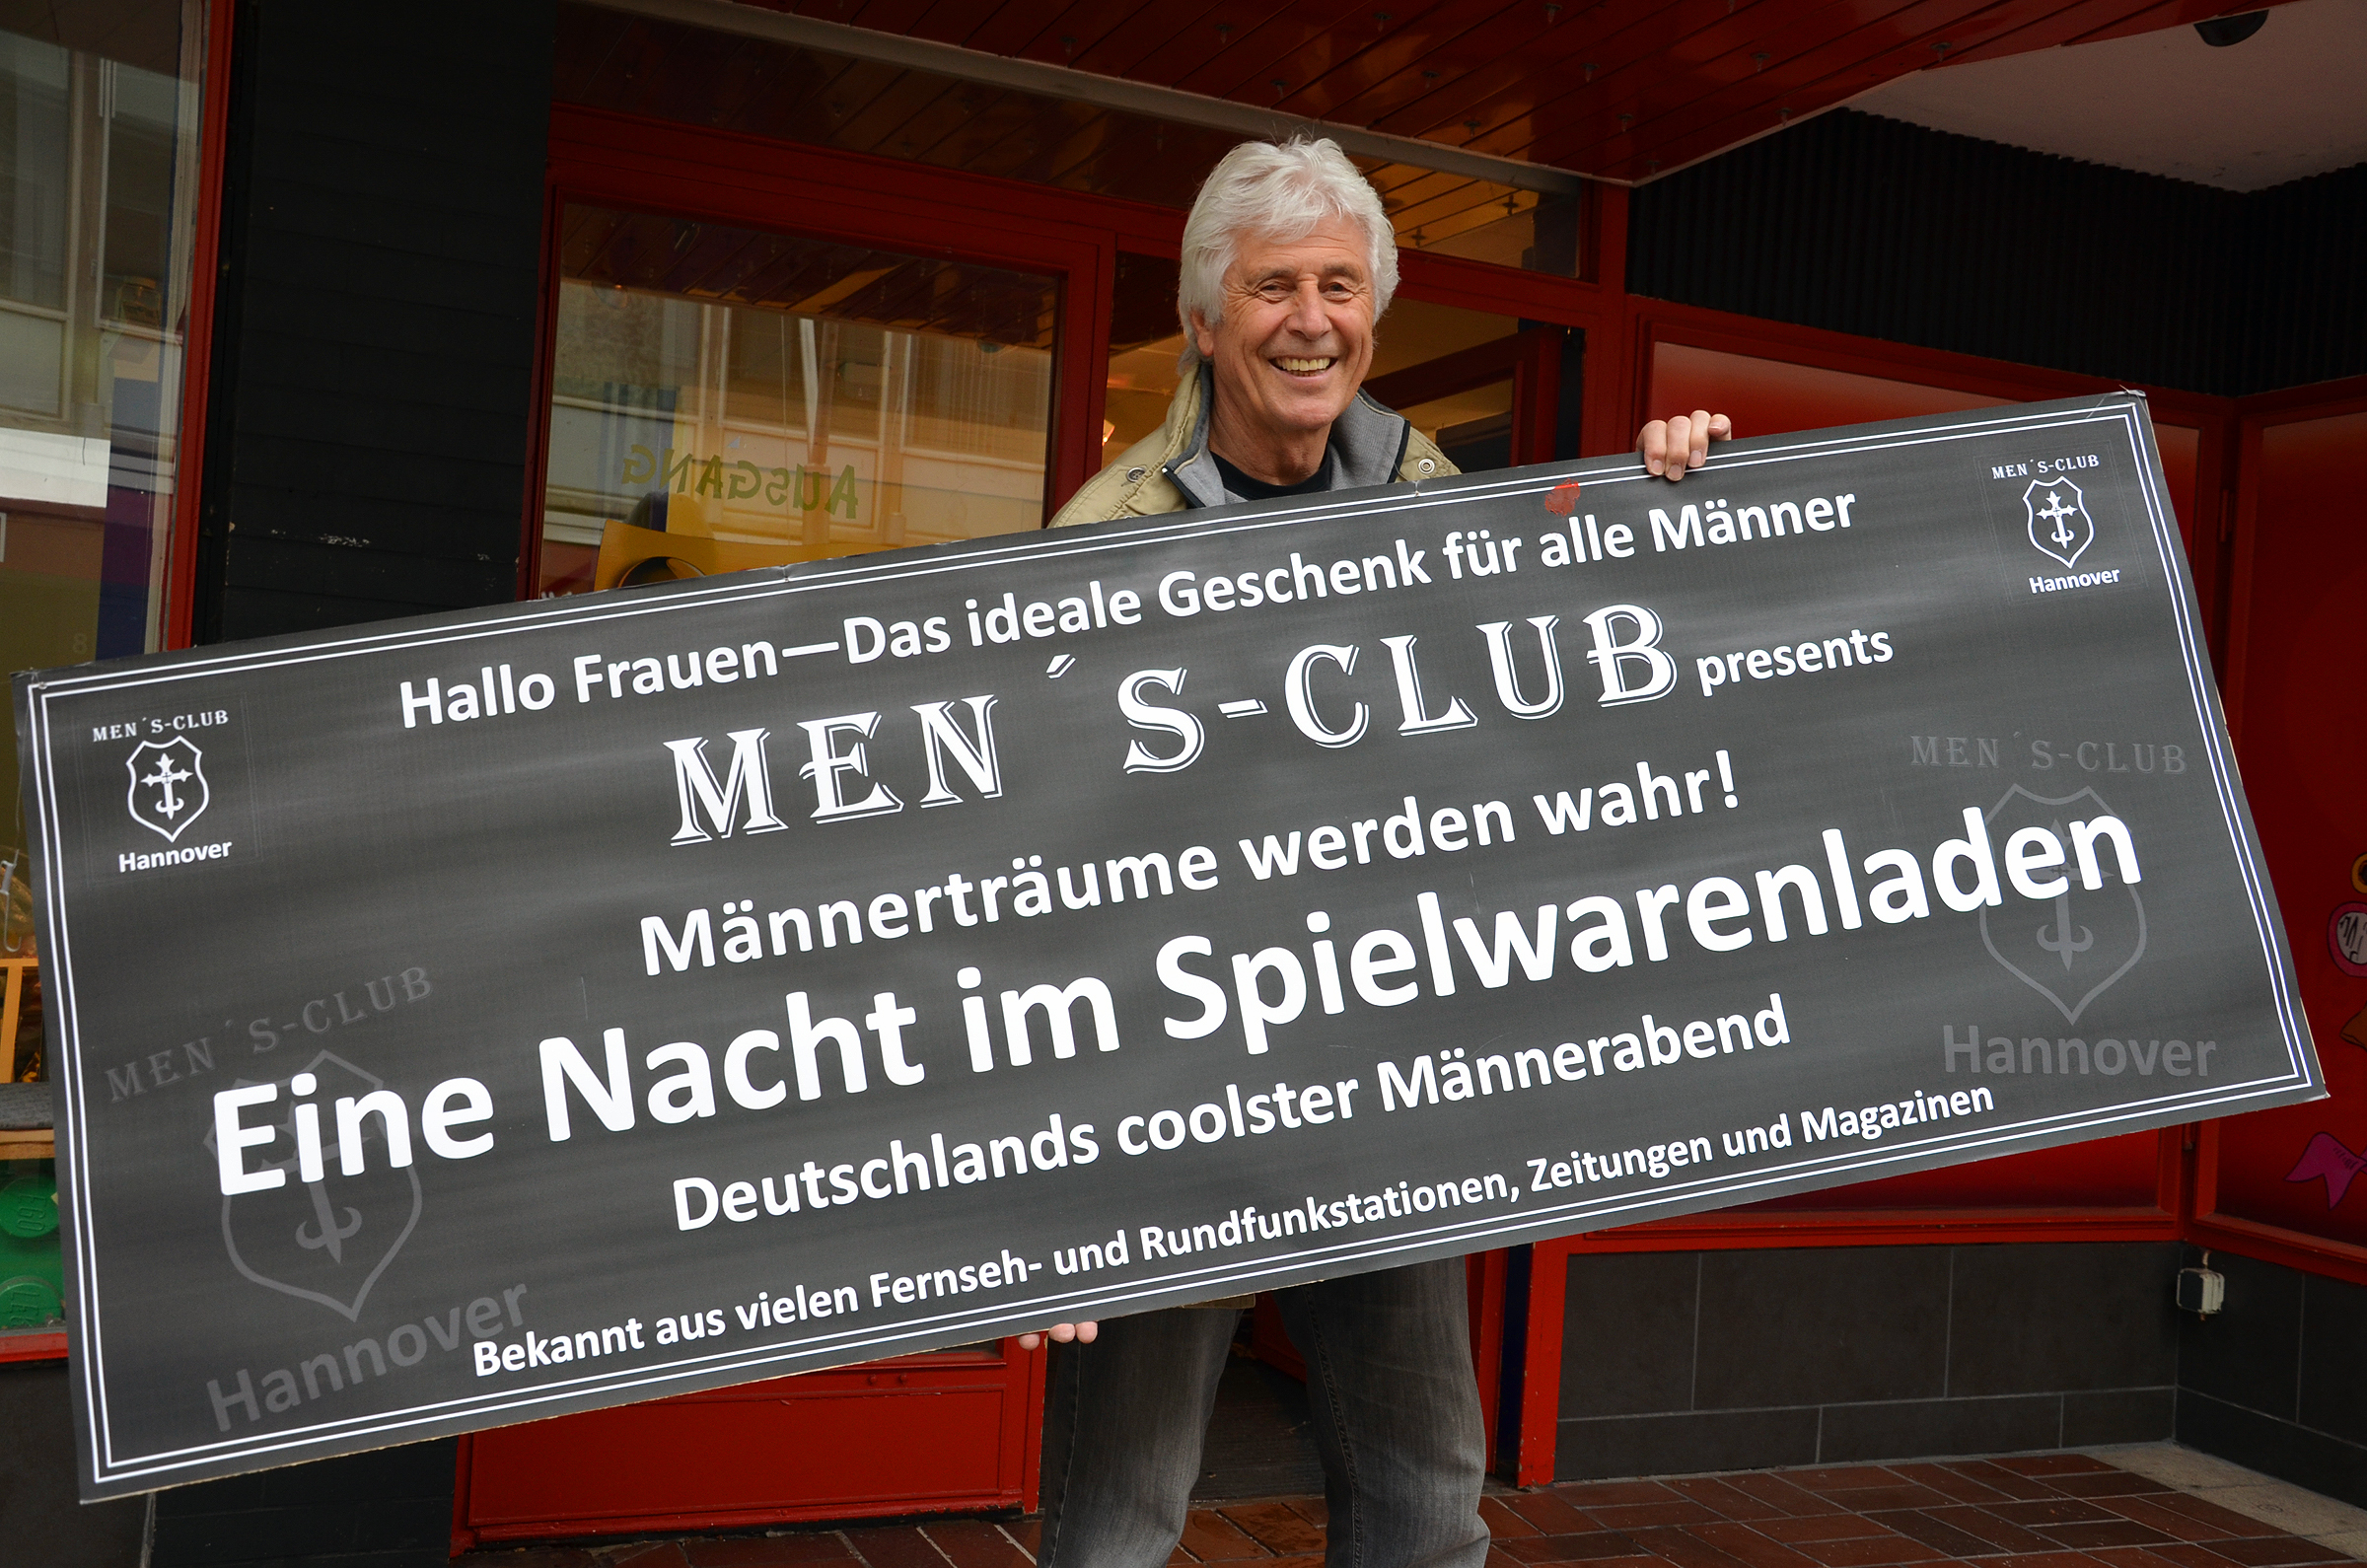 AUSGANG
Hallo Frauen—Das ideale Geschenk für alle Männer
MEN´S-CLUB
Hannover
MEN´S-CLUB
Hannover
MEN´S-CLUB presents
Männerträume werden wahr!
Eine Nacht im Spielwarenladen
Deutschlands coolster Männerabend
Bekannt aus vielen Fernseh- und Rundfunkstationen, Zeitungen und Magazinen
MEN´S-CLUB
Hannover
MEN´S-CLUB
Hannover